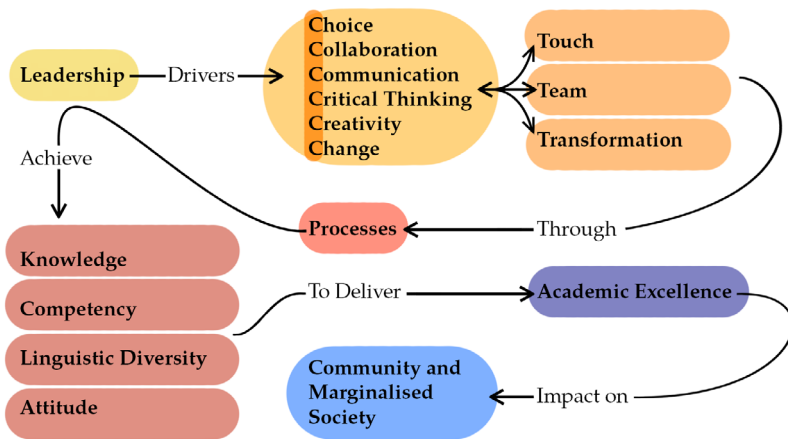 Leadership
Drivers
Choice
Collaboration
Communication
Critical Thinking
Creativity
Change
Touch
Team
Transformation
Through
Processes
Achieve
Knowledge
Competency
Linguistic Diversity
Attitude
To Deliver
Academic Excellence
Impact on
Community and
Marginalised
Society